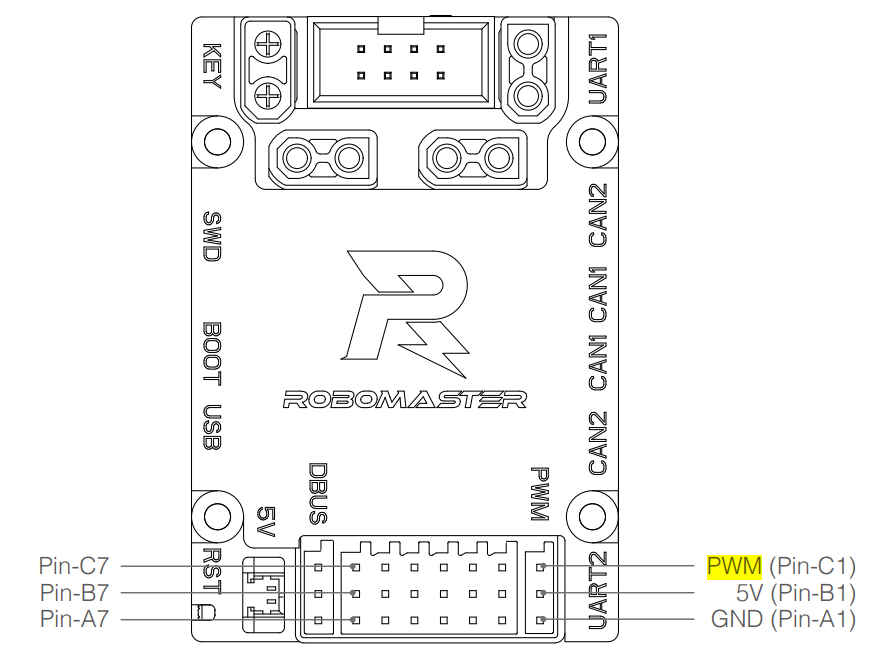 KEY
UART1
SWD
CAN2
CAN1
BOOT
CAN1
ROBOMASTER
USB
CAN2
DBUS
PWM
5V
RST
UART2
Pin-C7
PWM (Pin-C1)
Pin-B7
5V (Pin-B1)
Pin-A7
GND (Pin-A1)